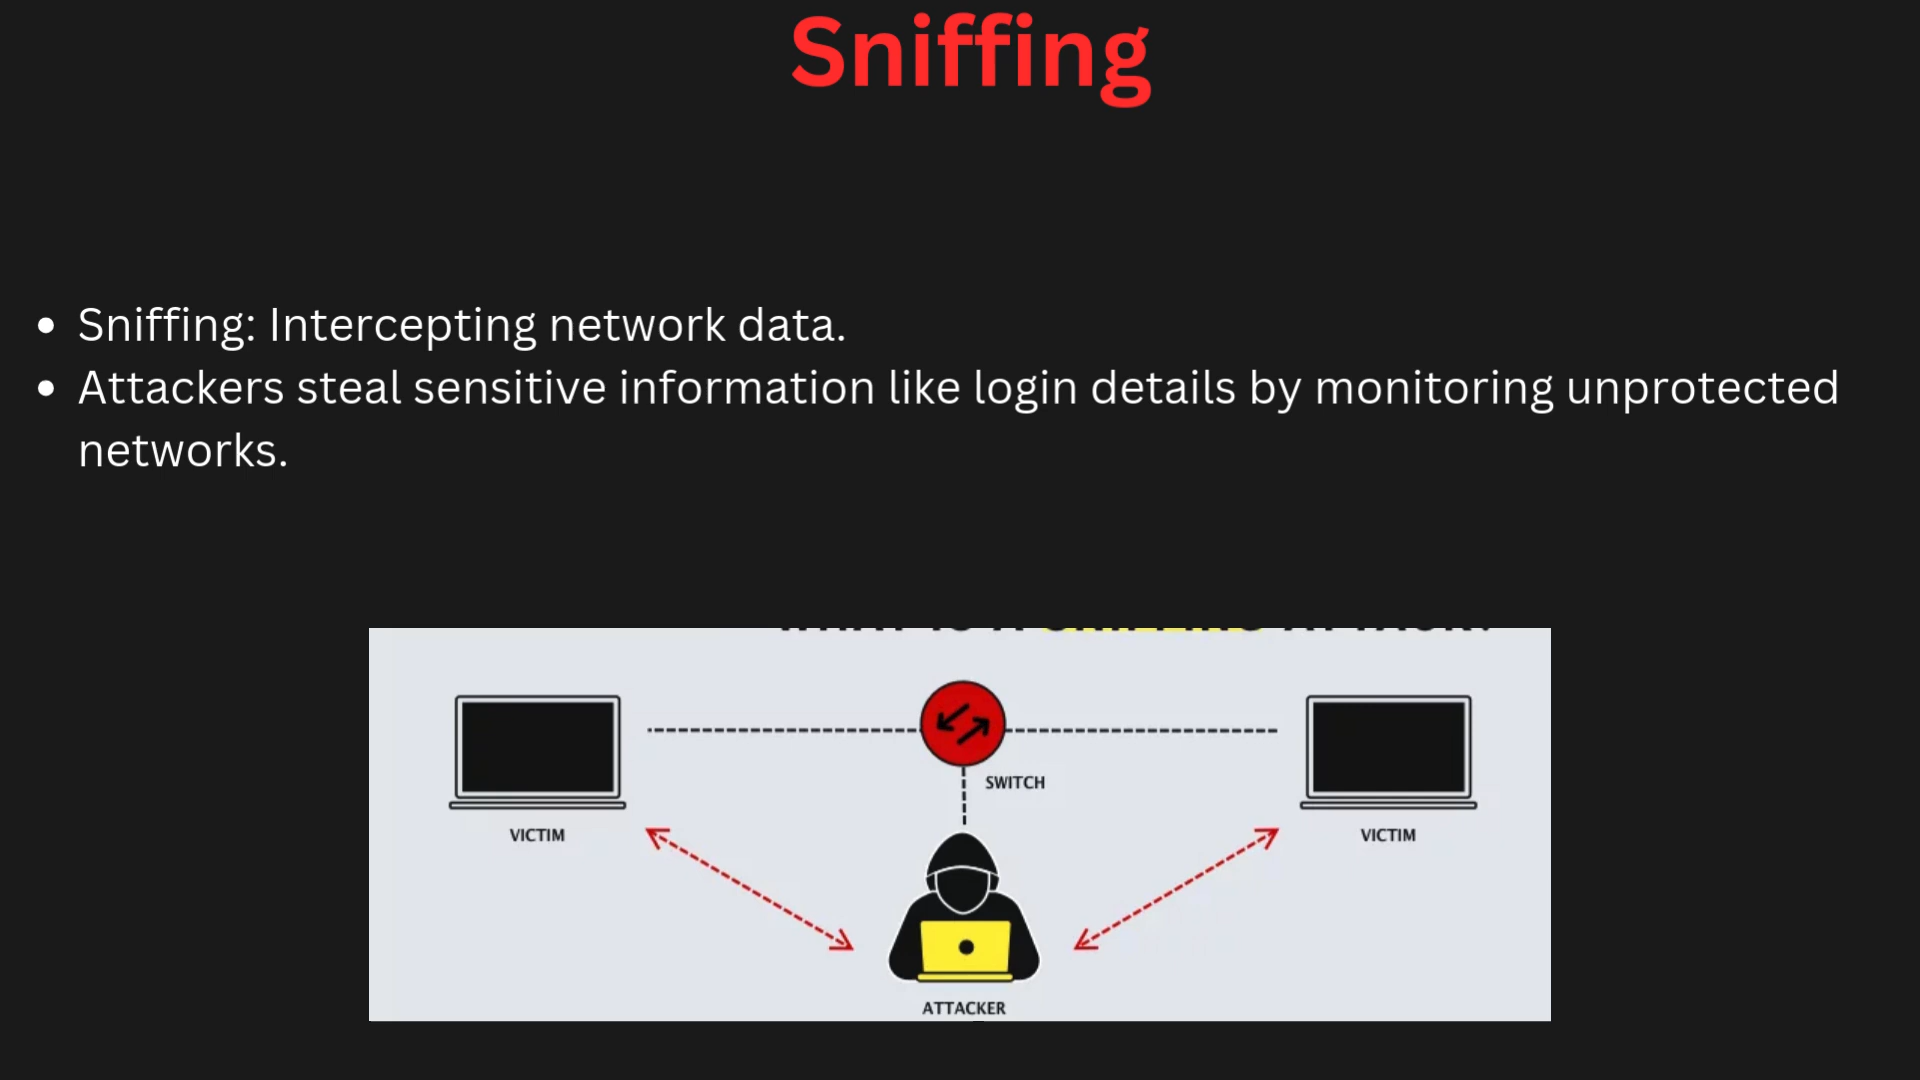 Sniffing
• Sniffing: Intercepting network data.
• Attackers steal sensitive information like login details by monitoring unprotected
networks.
SWITCH
VICTIM
VICTIM
ATTACKER